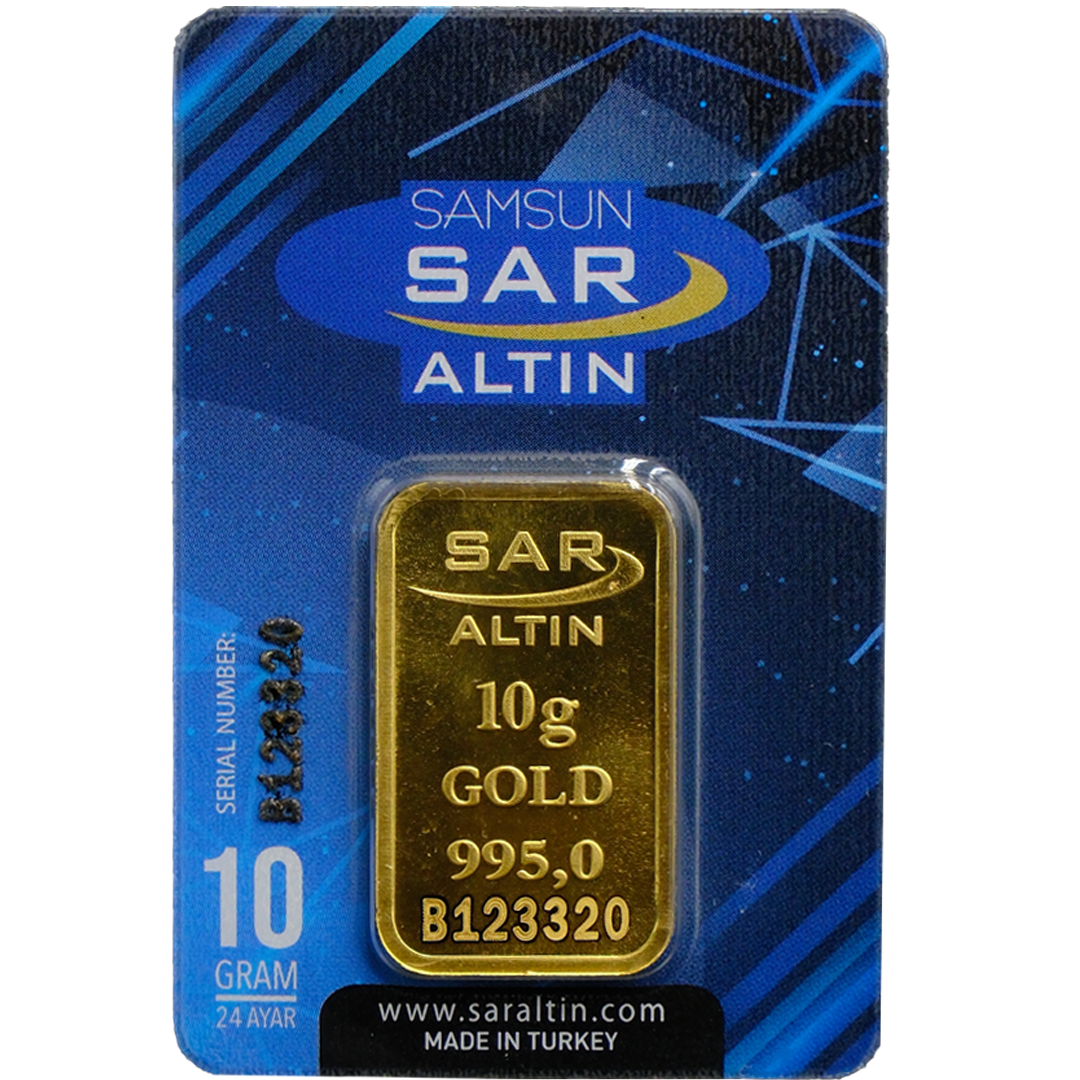 SAMSUN
SAR
ALTIN
SAR
ALTIN
10g
GOLD
995,0
B123320
SERIAL NUMBER:
B123320
10
GRAM
24 AYAR
www.saraltin.com
MADE IN TURKEY